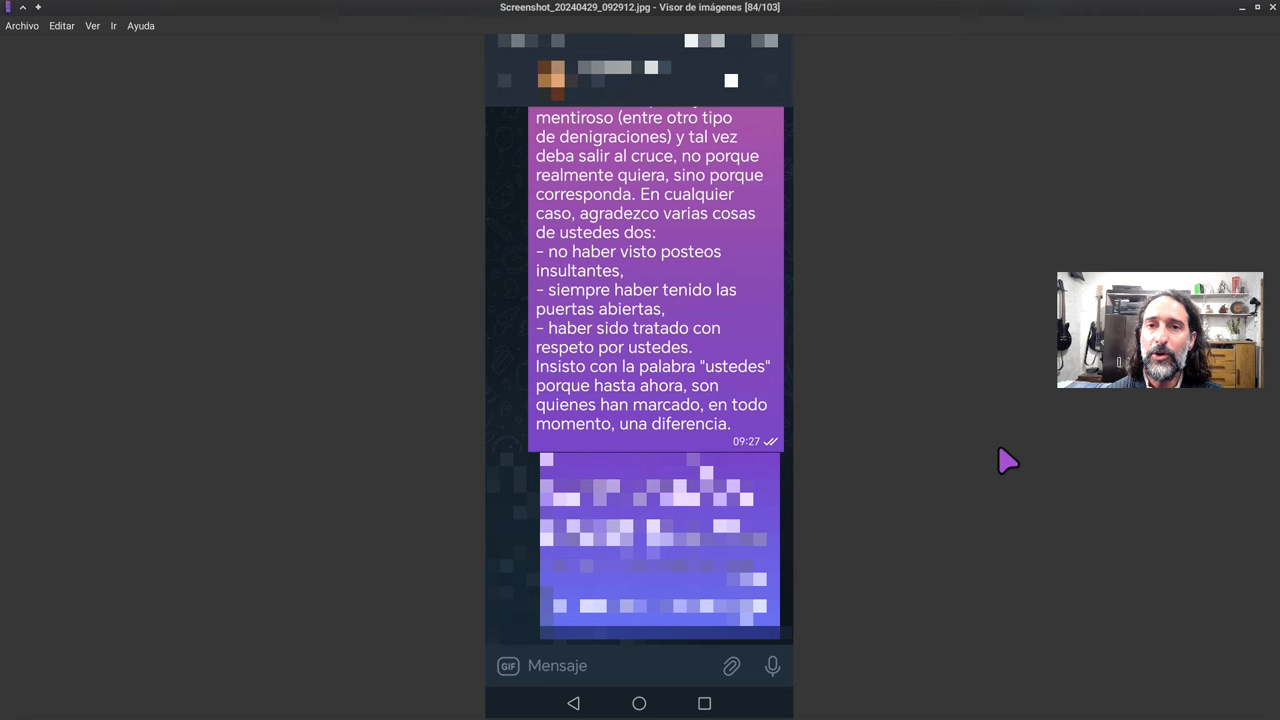 Screenshot_20240429_092912.jpg - Visor de imágenes [84/103]
Archivo Editar Ver Ir Ayuda
mentiroso (entre otro tipo
de denigraciones) y tal vez
deba salir al cruce, no porque
realmente quiera, sino porque
corresponda. En cualquier
caso, agradezco varias cosas
de ustedes dos:
- no haber visto posteos
insultantes,
- siempre haber tenido las
puertas abiertas,
- haber sido tratado con
respeto por ustedes.
Insisto con la palabra "ustedes"
porque hasta ahora, son
quienes han marcado, en todo
momento, una diferencia.
09:27
GIF Mensaje